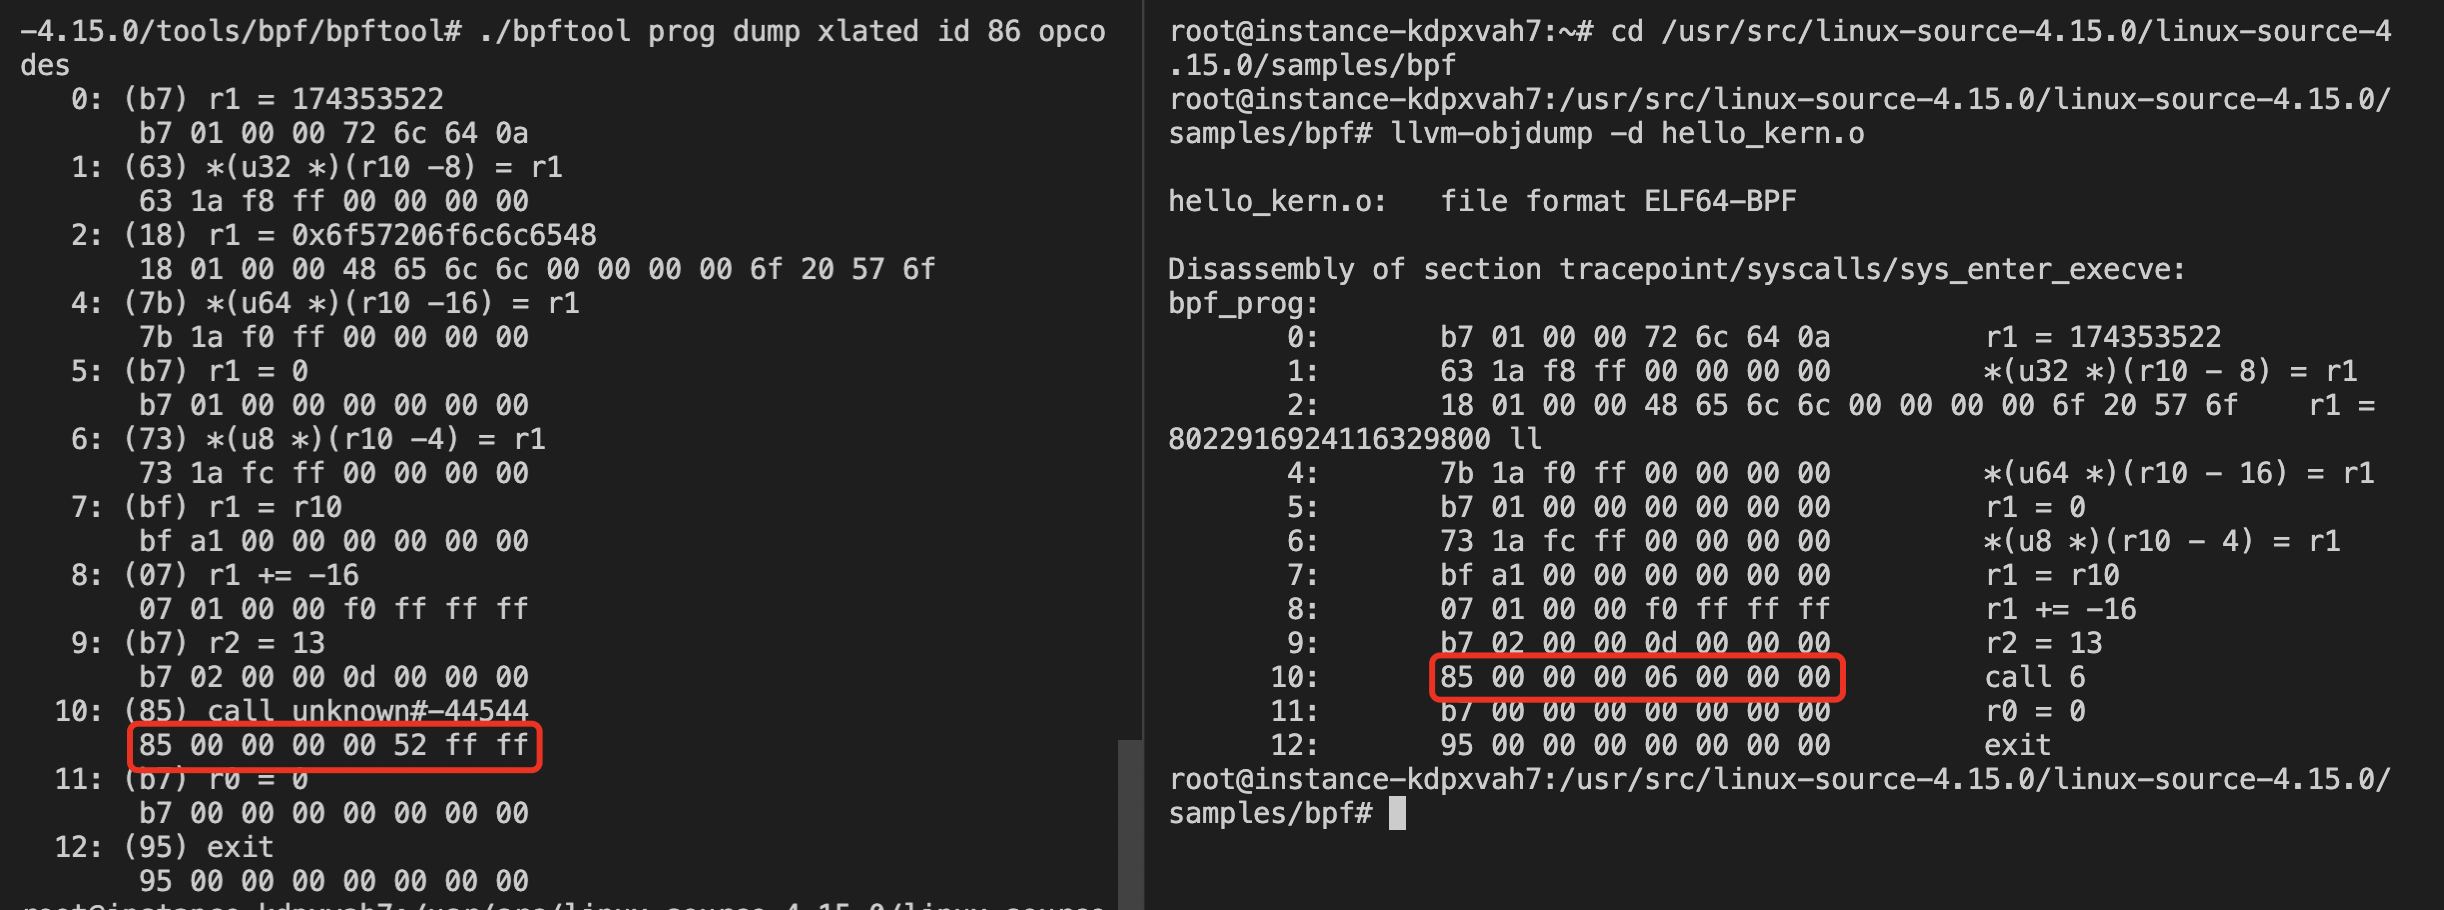 -4.15.0/tools/bpf/bpftool# ./bpftool prog dump xlated id 86 opco
des
0: (b7) r1 = 174353522
b7 01 00 00 72 6c 64 0a
1: (63) *(u32 *)(r10 -8) = r1
63 1a f8 ff 00 00 00 00
2: (18) r1 = 0x6f57206f6c6c6548
18 01 00 00 48 65 6c 6c 00 00 00 00 6f 20 57 6f
4: (7b) *(u64 *)(r10 -16) = r1
7b 1a f0 ff 00 00 00 00
5: (b7) r1 = 0
b7 01 00 00 00 00 00 00
6: (73) *(u8 *)(r10 -4) = r1
73 1a fc ff 00 00 00 00
7: (bf) r1 = r10
bf a1 00 00 00 00 00 00
8: (07) r1 += -16
07 01 00 00 f0 ff ff ff
9: (b7) r2 = 13
b7 02 00 00 0d 00 00 00
10: (85) call unknown#-44544
85 00 00 00 00 52 ff ff
11: (b7) r0 = 0
b7 00 00 00 00 00 00 00
12: (95) exit
95 00 00 00 00 00 00 00
root@instance-kdpxvah7:/usr/src/linux-source-4.15.0/linux-source
root@instance-kdpxvah7:~# cd /usr/src/linux-source-4.15.0/linux-source-4
.15.0/samples/bpf
root@instance-kdpxvah7:/usr/src/linux-source-4.15.0/linux-source-4.15.0/
samples/bpf# llvm-objdump -d hello_kern.o
hello_kern.o: file format ELF64-BPF
Disassembly of section tracepoint/syscalls/sys_enter_execve:
bpf_prog:
0: b7 01 00 00 72 6c 64 0a r1 = 174353522
1: 63 1a f8 ff 00 00 00 00 *(u32 *)(r10 - 8) = r1
2: 18 01 00 00 48 65 6c 6c 00 00 00 00 6f 20 57 6f r1 =
8022916924116329800 ll
4: 7b 1a f0 ff 00 00 00 00 *(u64 *)(r10 - 16) = r1
5: b7 01 00 00 00 00 00 00 r1 = 0
6: 73 1a fc ff 00 00 00 00 *(u8 *)(r10 - 4) = r1
7: bf a1 00 00 00 00 00 00 r1 = r10
8: 07 01 00 00 f0 ff ff ff r1 += -16
9: b7 02 00 00 0d 00 00 00 r2 = 13
10: 85 00 00 00 06 00 00 00 call 6
11: b7 00 00 00 00 00 00 00 r0 = 0
12: 95 00 00 00 00 00 00 00 exit
root@instance-kdpxvah7:/usr/src/linux-source-4.15.0/linux-source-4.15.0/
samples/bpf#